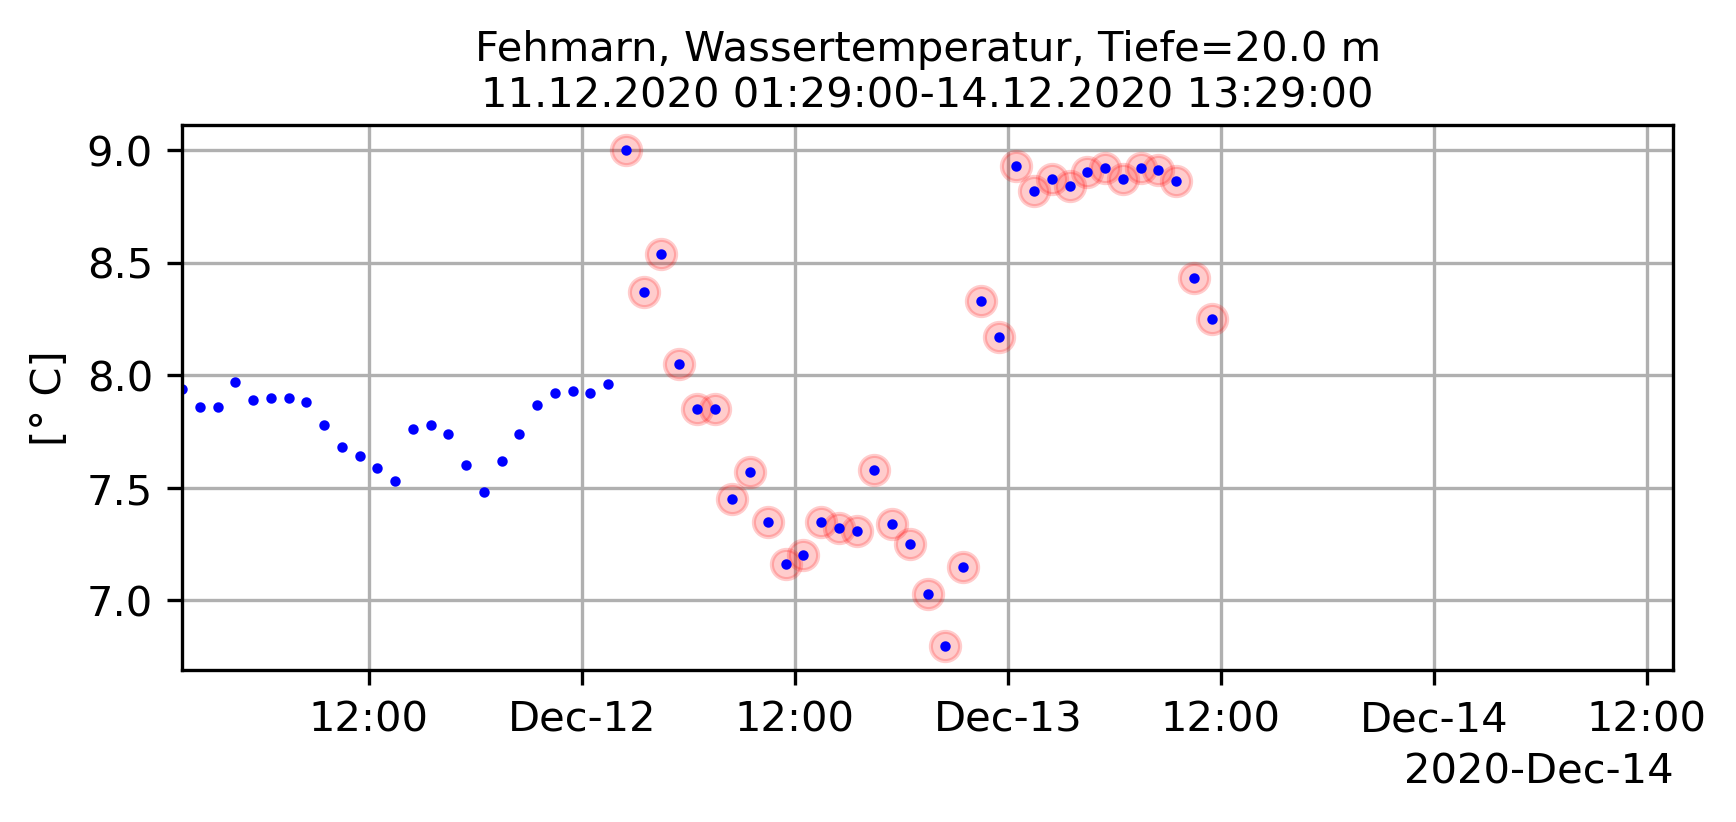 Fehmarn, Wassertemperatur, Tiefe=20.0 m
11.12.2020 01:29:00-14.12.2020 13:29:00
[° C]
9.0
8.5
8.0
7.5
7.0
12:00 Dec-12 12:00 Dec-13 12:00 Dec-14 12:00
2020-Dec-14